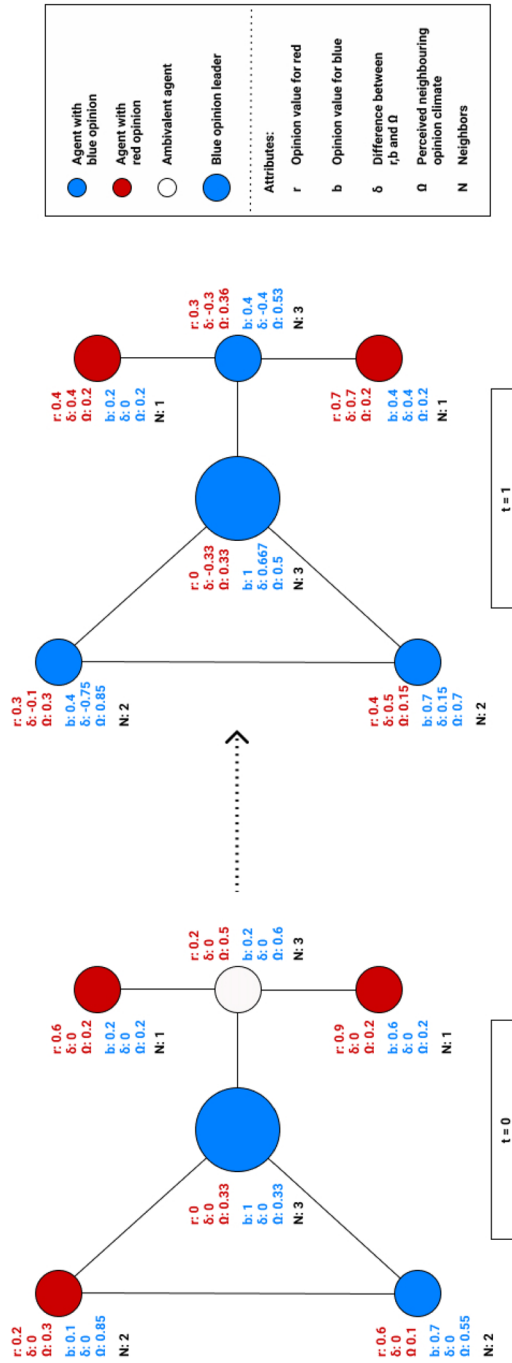 r: 0.2
δ: 0
Ω: 0.3
b: 0.1
δ: 0
Ω: 0.85
N: 2
r: 0.6
δ: 0
Ω: 0.2
b: 0.2
δ: 0
Ω: 0.2
N: 1
r: 0
δ: 0
Ω: 0.33
b: 1
δ: 0
Ω: 0.33
N: 3
r: 0.2
δ: 0
Ω: 0.5
b: 0.2
δ: 0
Ω: 0.6
N: 3
r: 0.6
δ: 0
Ω: 0.1
b: 0.7
δ: 0
Ω: 0.55
N: 2
r: 0.9
δ: 0
Ω: 0.2
b: 0.6
δ: 0
Ω: 0.2
N: 1
t = 0
r: 0.3
δ: -0.1
Ω: 0.3
b: 0.4
δ: -0.75
Ω: 0.85
N: 2
r: 0.4
δ: 0.4
Ω: 0.2
b: 0.2
δ: 0
Ω: 0.2
N: 1
r: 0
δ: -0.33
Ω: 0.33
b: 1
δ: 0.667
Ω: 0.5
N: 3
r: 0.3
δ: -0.3
Ω: 0.36
b: 0.4
δ: -0.4
Ω: 0.53
N: 3
r: 0.4
δ: 0.5
Ω: 0.15
b: 0.7
δ: 0.15
Ω: 0.7
N: 2
r: 0.7
δ: 0.7
Ω: 0.2
b: 0.4
δ: 0.4
Ω: 0.2
N: 1
t = 1
Agent with
blue opinion
Agent with
red opinion
Ambivalent agent
Blue opinion leader
Attributes:
r Opinion value for red
b Opinion value for blue
δ Difference between
r,b and Ω
Ω Perceived neighbouring
opinion climate
N Neighbors